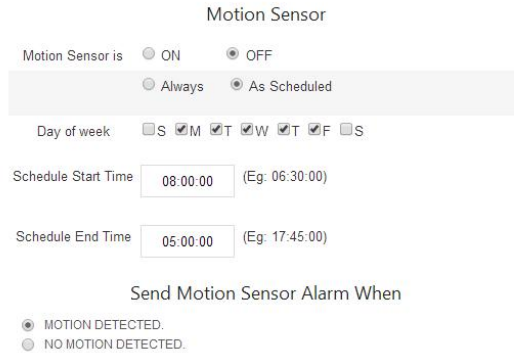 Motion Sensor
Motion Sensor is ON OFF
Always As Scheduled
Day of week S M T W T F S
Schedule Start Time 08:00:00 (Eg: 06:30:00)
Schedule End Time 05:00:00 (Eg: 17:45:00)
Send Motion Sensor Alarm When
MOTION DETECTED.
NO MOTION DETECTED.